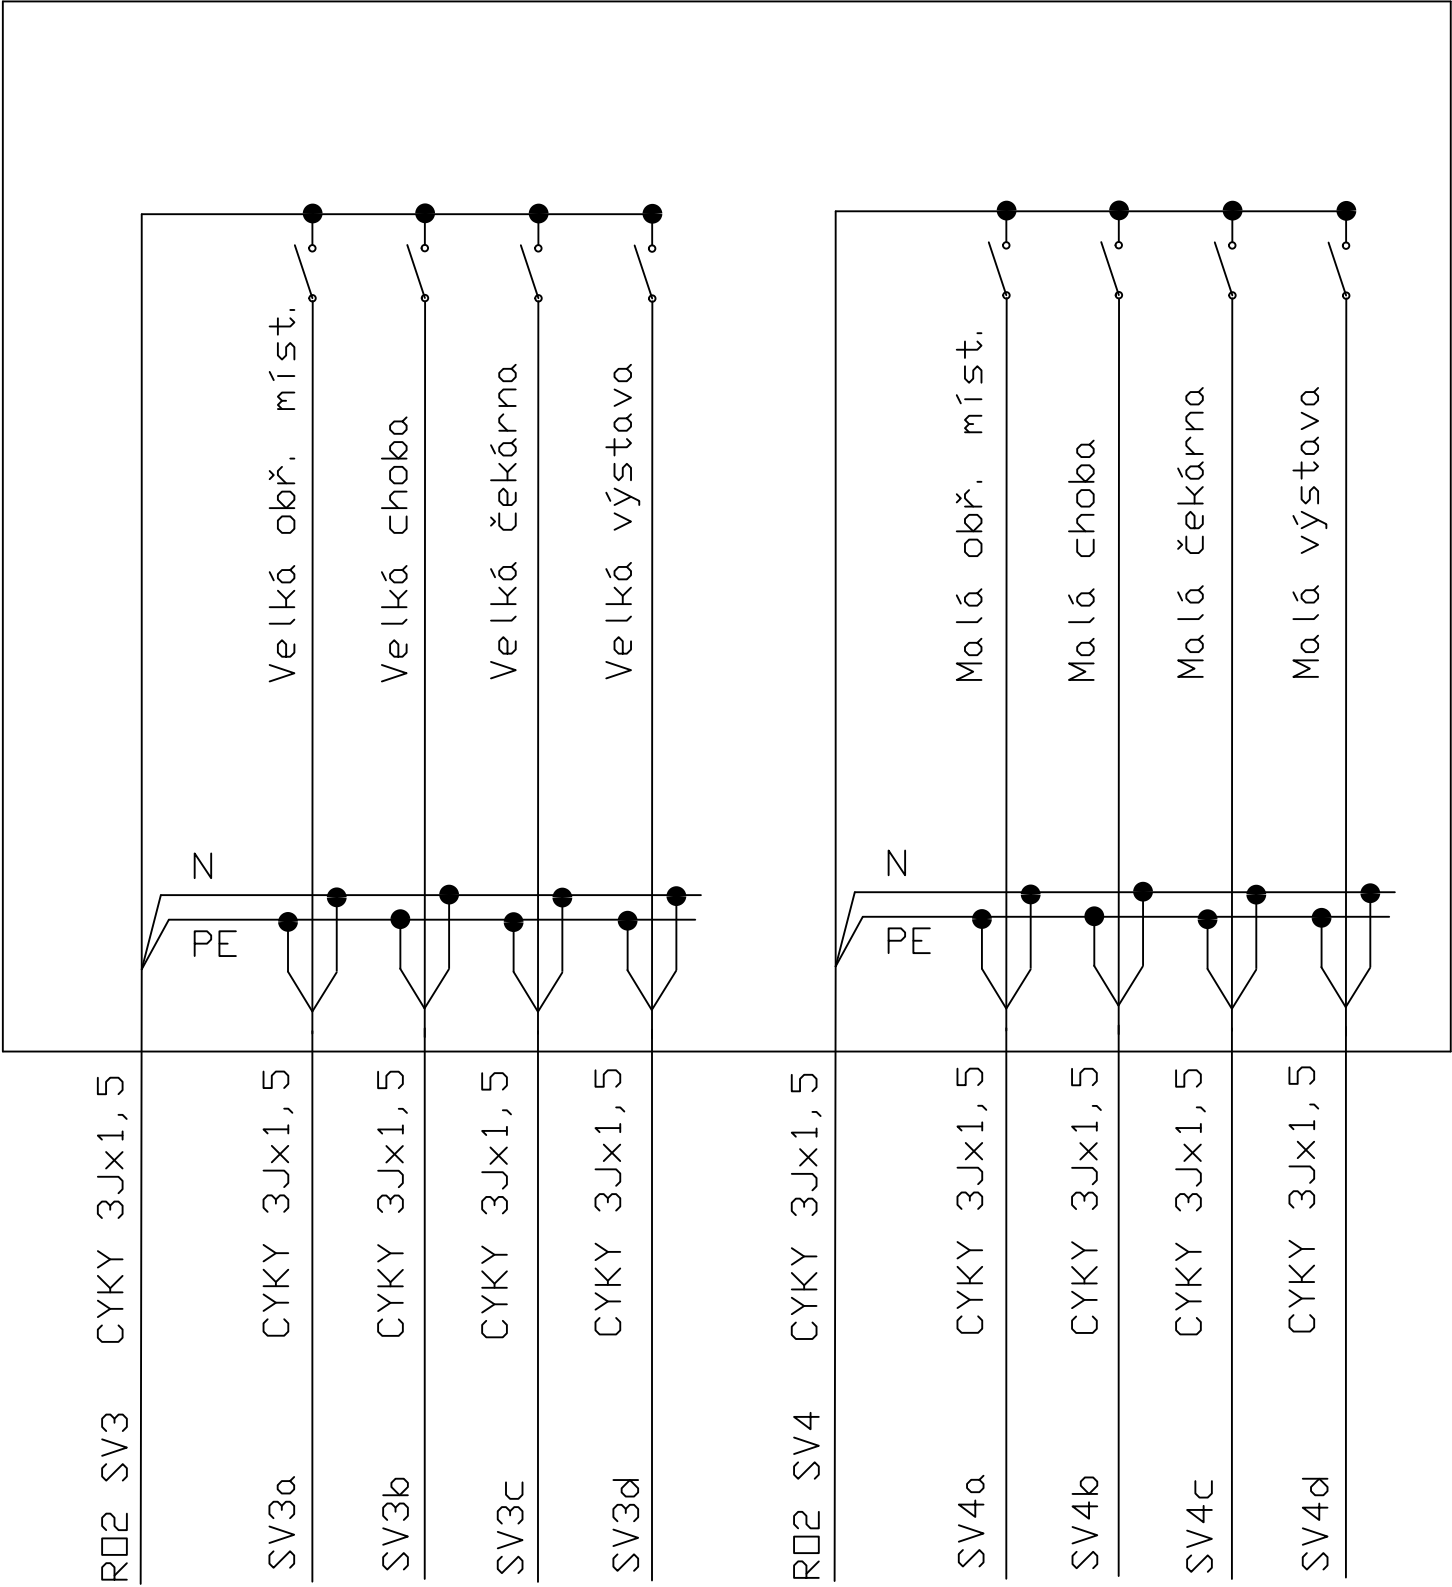 Velká obř. míst.
Velká choba
Velká čekárna
Velká výstava
Malá obř. míst.
Malá choba
Malá čekárna
Malá výstava
N
PE
N
PE
RO2 SV3 CYKY 3Jx1,5
SV3a CYKY 3Jx1,5
SV3b CYKY 3Jx1,5
SV3c CYKY 3Jx1,5
SV3d CYKY 3Jx1,5
RO2 SV4 CYKY 3Jx1,5
SV4a CYKY 3Jx1,5
SV4b CYKY 3Jx1,5
SV4c CYKY 3Jx1,5
SV4d CYKY 3Jx1,5